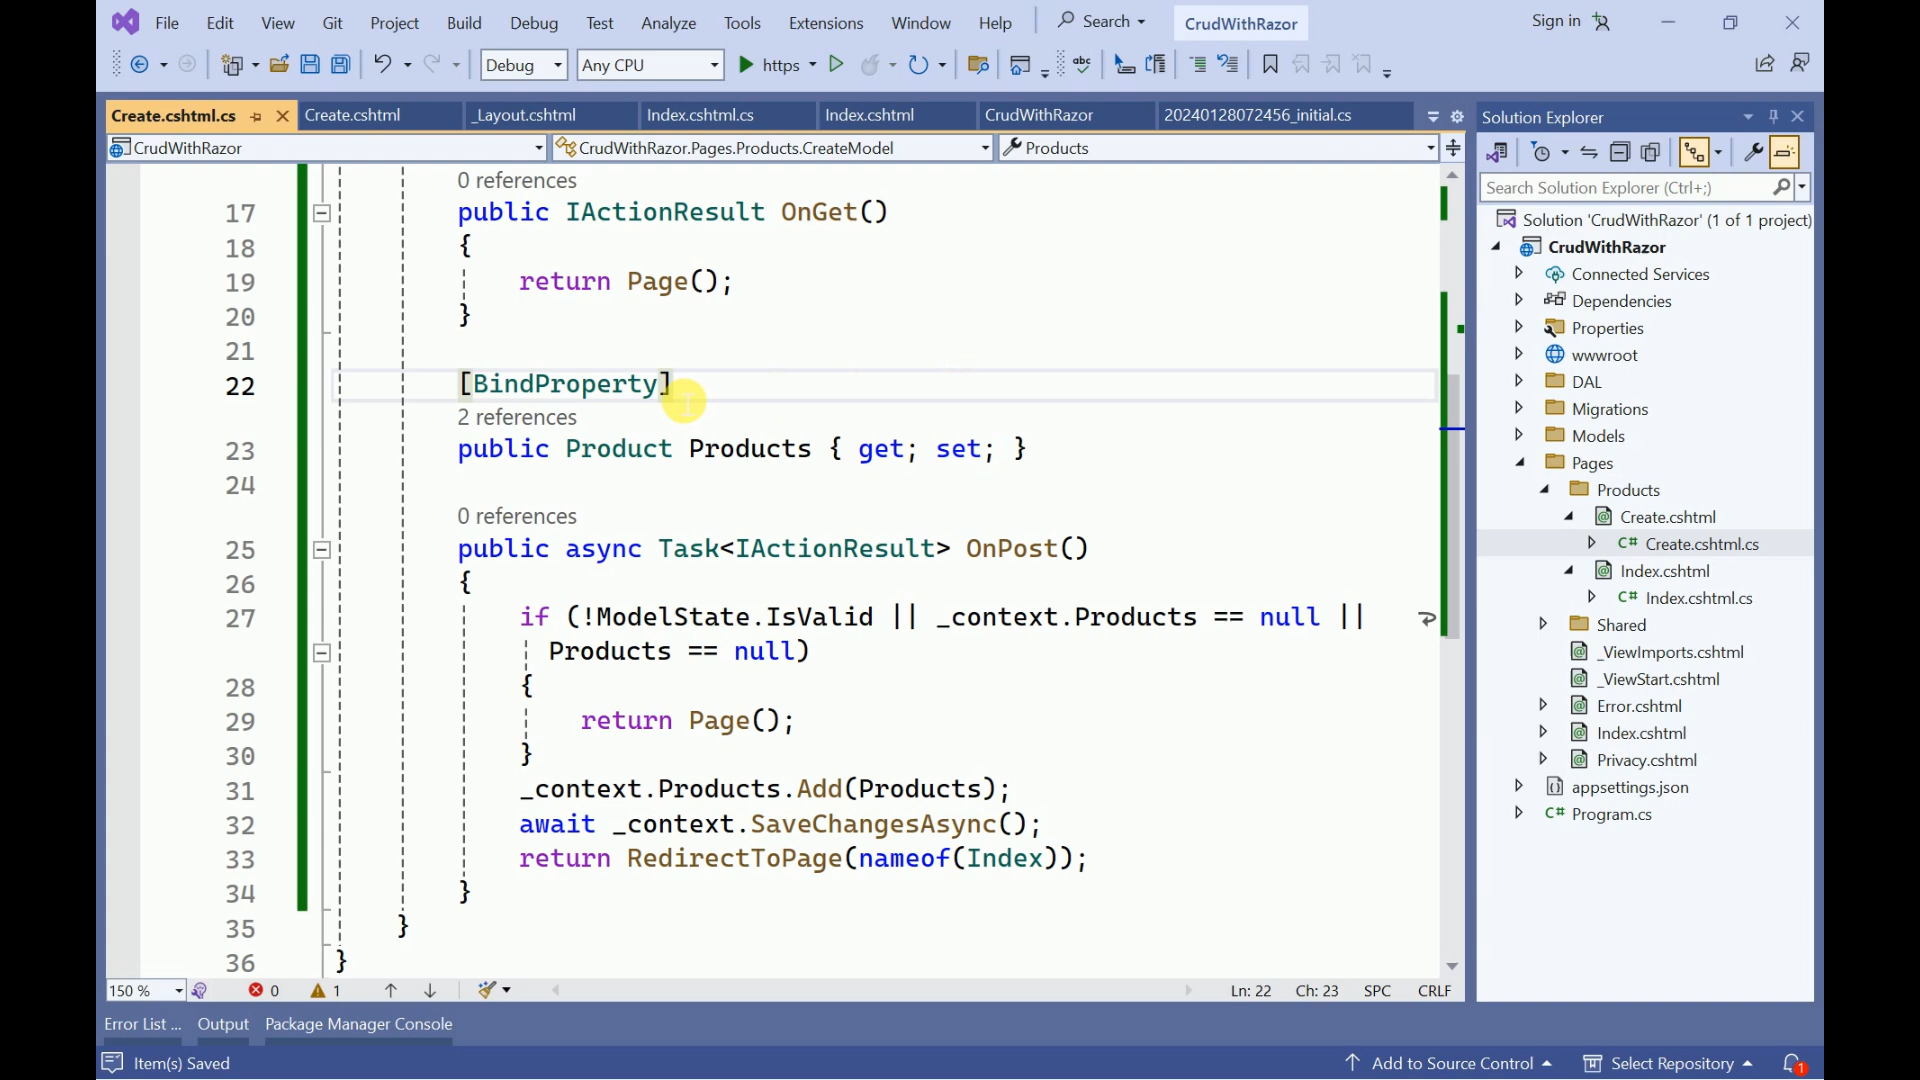 File Edit View Git Project Build Debug Test Analyze Tools Extensions Window Help Search CrudWithRazor Sign in
Debug Any CPU https
Create.cshtml.cs Create.cshtml _Layout.cshtml Index.cshtml.cs Index.cshtml CrudWithRazor 20240128072456_initial.cs
CrudWithRazor CrudWithRazor.Pages.Products.CreateModel Products
0 references
17 public IActionResult OnGet()
18 {
19 return Page();
20 }
21
22 [BindProperty]
2 references
23 public Product Products { get; set; }
24
0 references
25 public async Task<IActionResult> OnPost()
26 {
27 if (!ModelState.IsValid || _context.Products == null ||
Products == null)
28 {
29 return Page();
30 }
31 _context.Products.Add(Products);
32 await _context.SaveChangesAsync();
33 return RedirectToPage(nameof(Index));
34 }
35 }
36 }
150 % 0 1 Ln: 22 Ch: 23 SPC CRLF
Solution Explorer
Search Solution Explorer (Ctrl+;)
Solution 'CrudWithRazor' (1 of 1 project)
CrudWithRazor
Connected Services
Dependencies
Properties
wwwroot
DAL
Migrations
Models
Pages
Products
Create.cshtml
C# Create.cshtml.cs
Index.cshtml
C# Index.cshtml.cs
Shared
_ViewImports.cshtml
_ViewStart.cshtml
Error.cshtml
Index.cshtml
Privacy.cshtml
appsettings.json
C# Program.cs
Error List ... Output Package Manager Console
Item(s) Saved Add to Source Control Select Repository 1